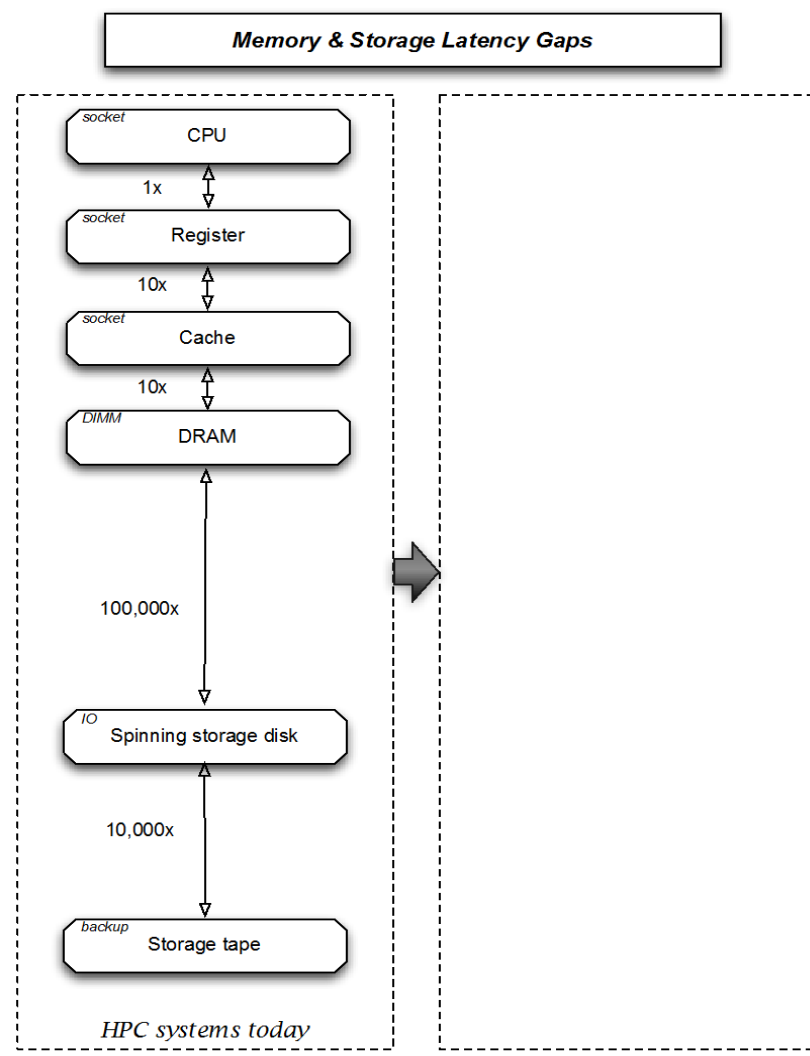 Memory & Storage Latency Gaps
socket
CPU
1x
socket
Register
10x
socket
Cache
10x
DIMM
DRAM
100,000x
IO
Spinning storage disk
10,000x
backup
Storage tape
HPC systems today